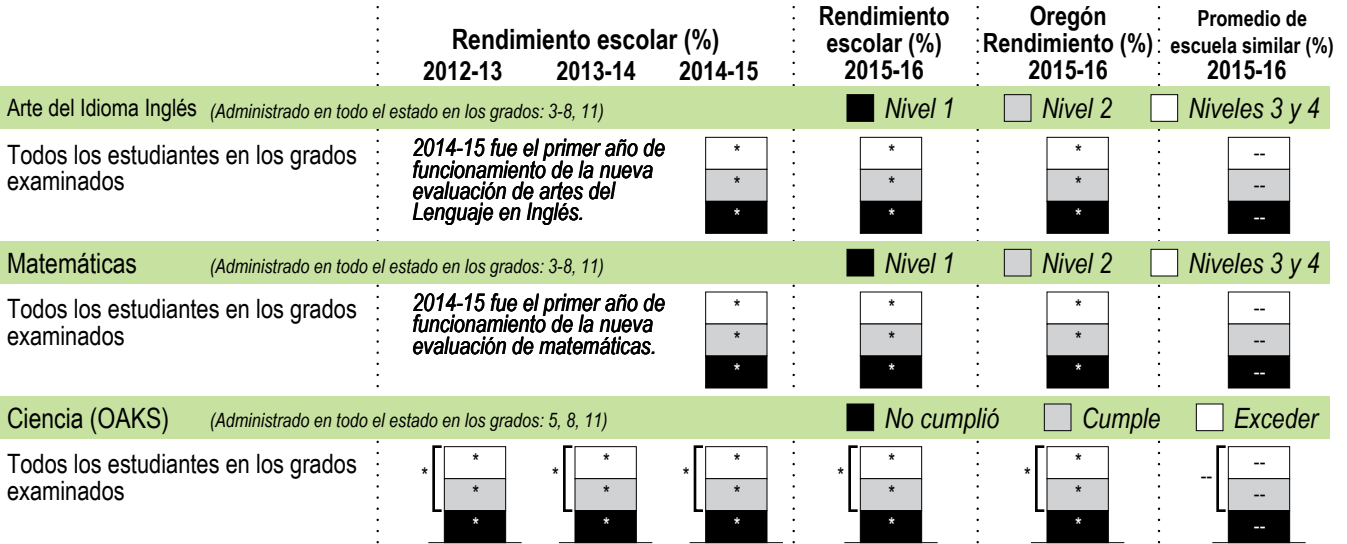 Rendimiento escolar (%)
2012-13 2013-14 2014-15
Rendimiento
escolar (%)
2015-16
Oregón
Rendimiento (%)
2015-16
Promedio de
escuela similar (%)
2015-16
Arte del Idioma Inglés (Administrado en todo el estado en los grados: 3-8, 11) Nivel 1 Nivel 2 Niveles 3 y 4
Todos los estudiantes en los grados
examinados
2014-15 fue el primer año de
funcionamiento de la nueva
evaluación de artes del
Lenguaje en Inglés.
* * * --
* * * --
* * * --
Matemáticas (Administrado en todo el estado en los grados: 3-8, 11) Nivel 1 Nivel 2 Niveles 3 y 4
Todos los estudiantes en los grados
examinados
2014-15 fue el primer año de
funcionamiento de la nueva
evaluación de matemáticas.
* * * --
* * * --
* * * --
Ciencia (OAKS) (Administrado en todo el estado en los grados: 5, 8, 11) No cumplió Cumple Exceder
Todos los estudiantes en los grados
examinados
* * * * * --
* * * * * --
* * * * * --
* * * * * --